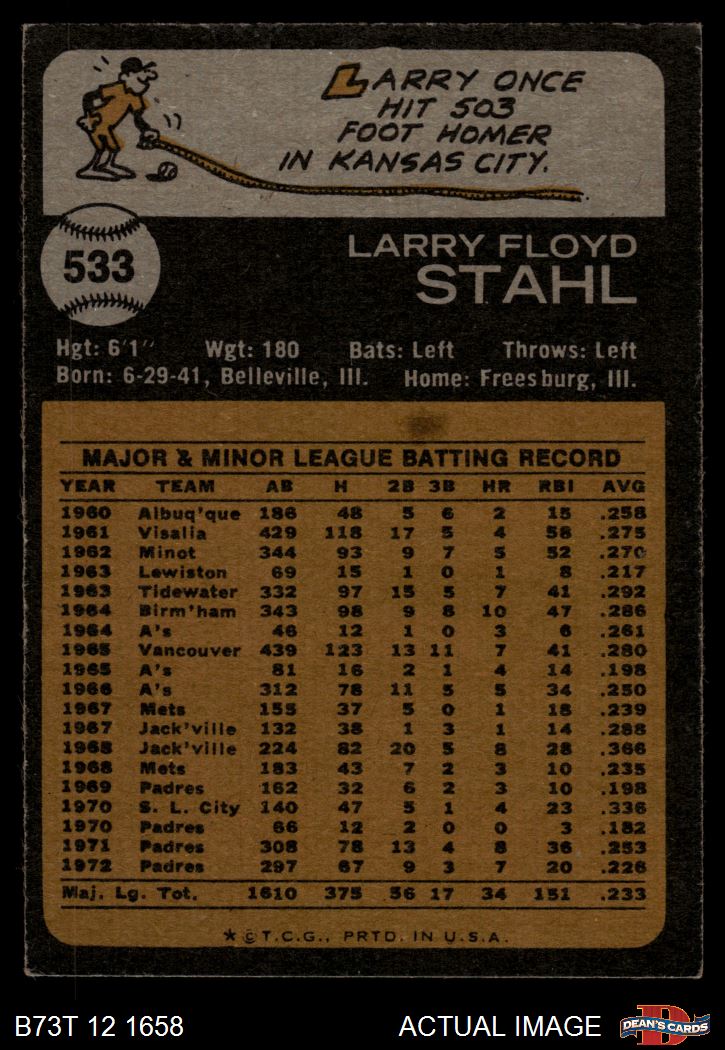 LARRY ONCE
HIT 503
FOOT HOMER
IN KANSAS CITY.
533
LARRY FLOYD
STAHL
Hgt: 6'1" Wgt: 180 Bats: Left Throws: Left
Born: 6-29-41, Belleville, Ill. Home: Freesburg, Ill.
MAJOR & MINOR LEAGUE BATTING RECORD
YEAR TEAM AB H 2B 3B HR RBI AVG
1960 Albuq'que 186 48 5 6 2 15 .258
1961 Visalia 429 118 17 5 4 58 .275
1962 Minot 344 93 9 7 5 52 .270
1963 Lewiston 69 15 1 0 1 8 .217
1963 Tidewater 332 97 15 5 7 41 .292
1964 Birm'ham 343 98 9 8 10 47 .286
1964 A's 46 12 1 0 3 6 .261
1965 Vancouver 439 123 13 11 7 41 .280
1965 A's 81 16 2 1 4 14 .198
1966 A's 312 78 11 5 5 34 .250
1967 Mets 155 37 5 0 1 18 .239
1967 Jack'ville 132 38 1 3 1 14 .288
1968 Jack'ville 224 82 20 5 8 28 .366
1968 Mets 183 43 7 2 3 10 .235
1969 Padres 162 32 6 2 3 10 .198
1970 S. L. City 140 47 5 1 4 23 .336
1970 Padres 66 12 2 0 0 3 .182
1971 Padres 308 78 13 4 8 36 .253
1972 Padres 297 67 9 3 7 20 .226
Maj. Lg. Tot. 1610 375 56 17 34 151 .233
★ © T.C.G., PRTD. IN U.S.A.
B73T 12 1658 ACTUAL IMAGE
D
DEAN'S CARDS